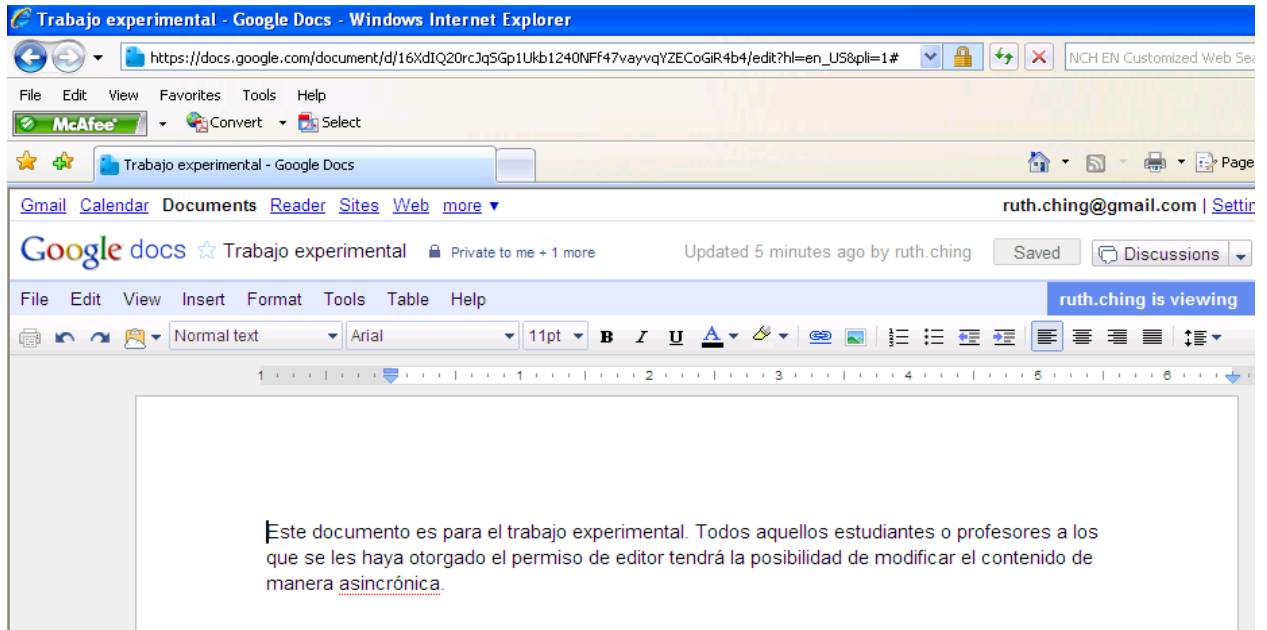 Trabajo experimental - Google Docs - Windows Internet Explorer
https://docs.google.com/document/d/16XdIQ20rcJqSGp1Ukb1240NFf47vayvqYZECoGiR4b4/edit?hl=en_US&pli=1# NCH EN Customized Web Sea
File Edit View Favorites Tools Help
McAfee Convert Select
Trabajo experimental - Google Docs Page
Gmail Calendar Documents Reader Sites Web more ▼ ruth.ching@gmail.com | Settin
Google docs Trabajo experimental Private to me + 1 more Updated 5 minutes ago by ruth.ching Saved Discussions
File Edit View Insert Format Tools Table Help ruth.ching is viewing
Normal text Arial 11pt B I U A
1 1 2 3 4 5 6
Este documento es para el trabajo experimental. Todos aquellos estudiantes o profesores a los
que se les haya otorgado el permiso de editor tendrá la posibilidad de modificar el contenido de
manera asincrónica.